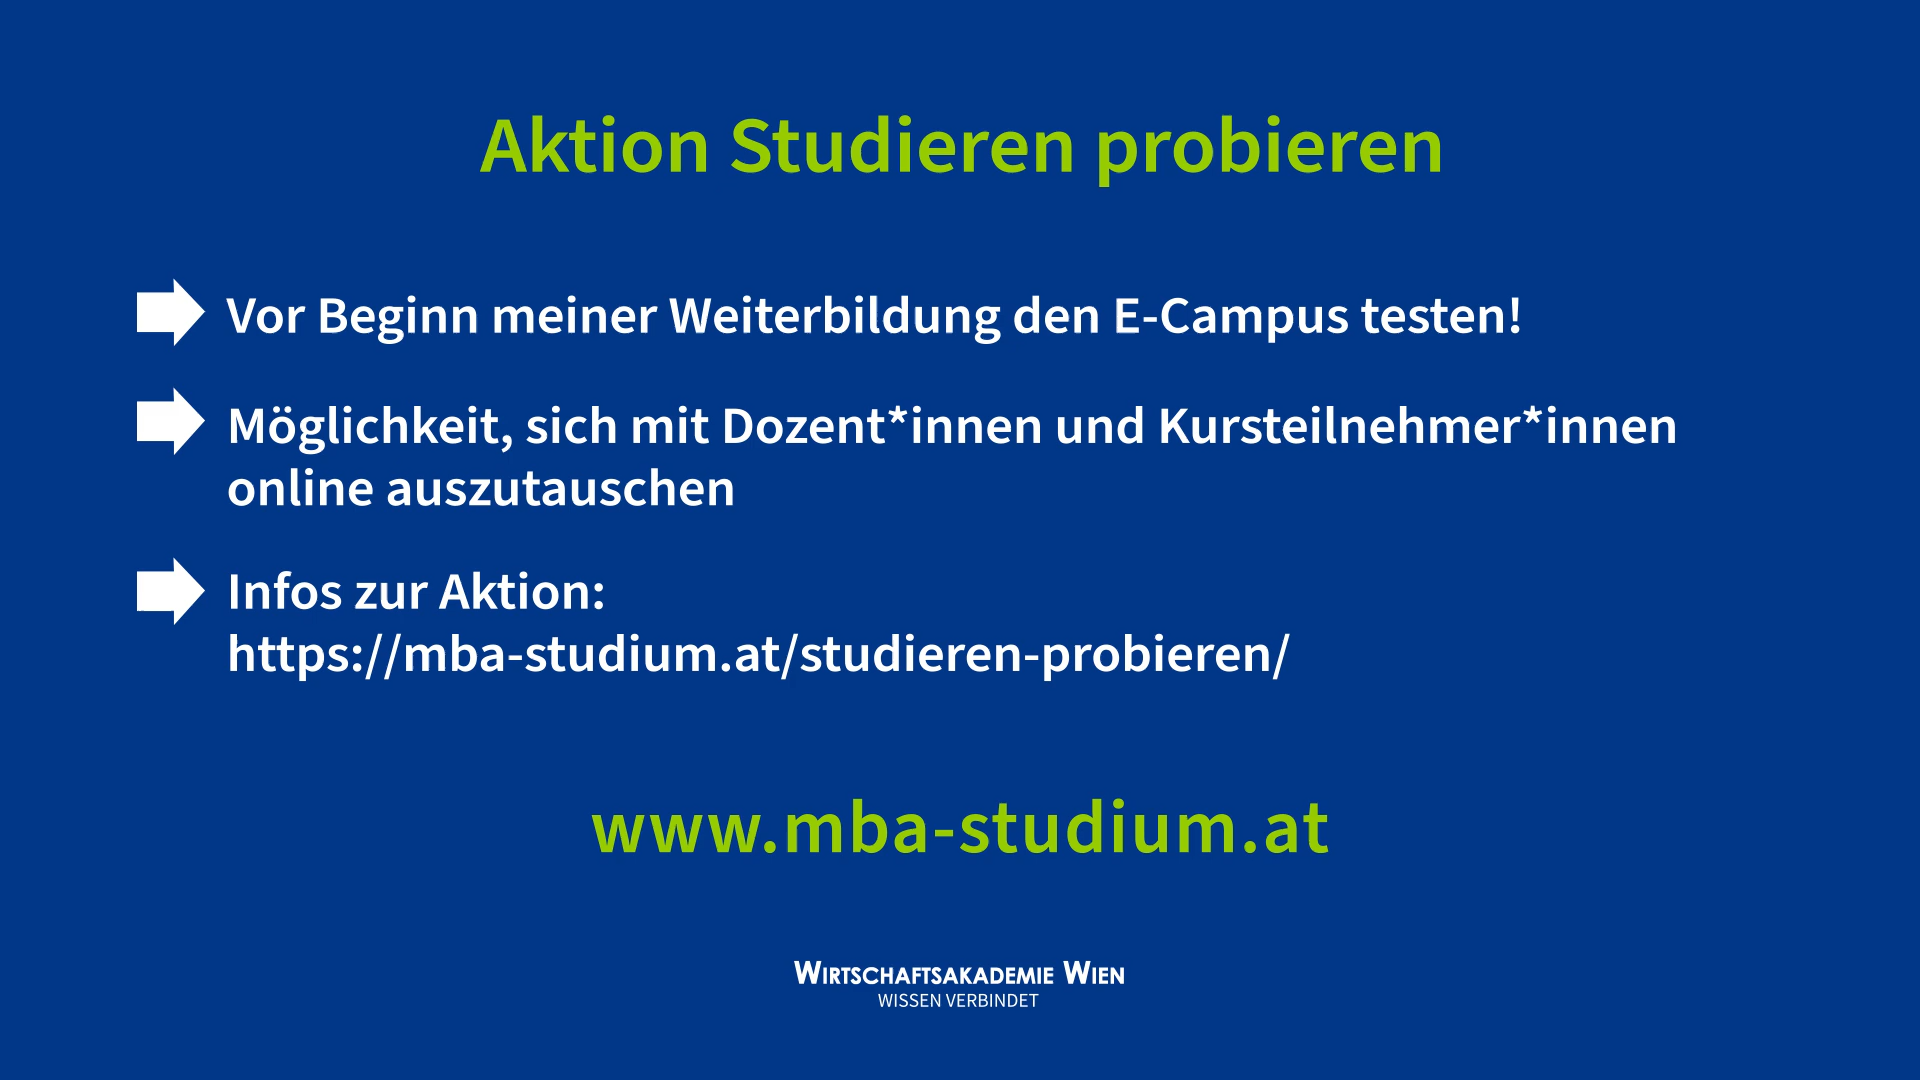 Aktion Studieren probieren
Vor Beginn meiner Weiterbildung den E-Campus testen!
Möglichkeit, sich mit Dozent*innen und Kursteilnehmer*innen
online auszutauschen
Infos zur Aktion:
https://mba-studium.at/studieren-probieren/
www.mba-studium.at
WIRTSCHAFTSAKADEMIE WIEN
WISSEN VERBINDET